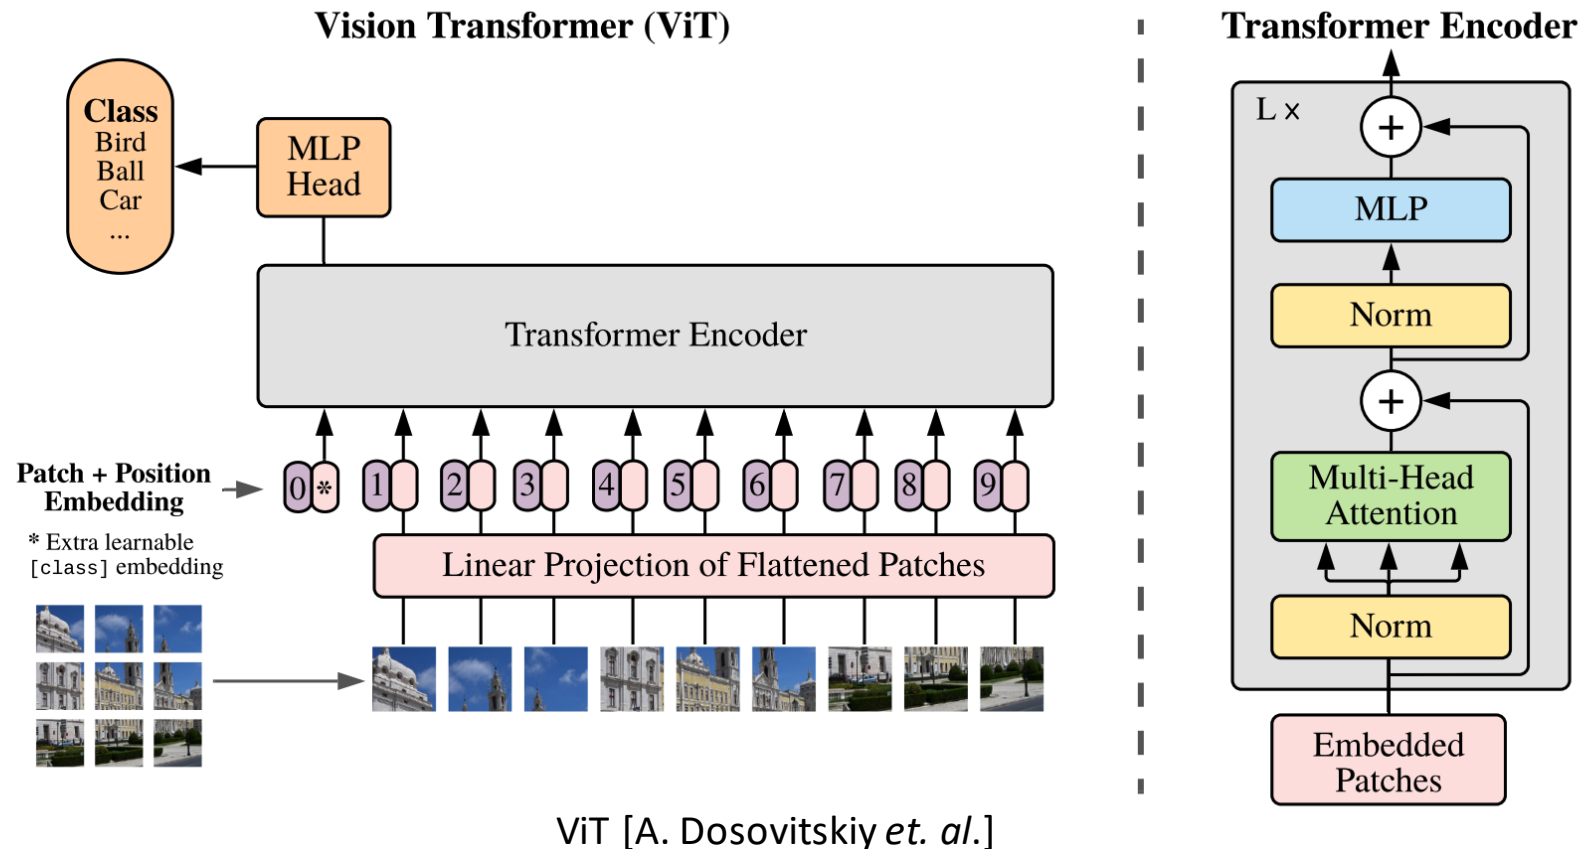 Vision Transformer (ViT)
Class
Bird
Ball
Car
...
MLP
Head
Transformer Encoder
Patch + Position
Embedding
* Extra learnable
[class] embedding
0 *
1
2
3
4
5
6
7
8
9
Linear Projection of Flattened Patches
Transformer Encoder
L ×
+
MLP
Norm
+
Multi-Head
Attention
Norm
Embedded
Patches
ViT [A. Dosovitskiy et. al.]